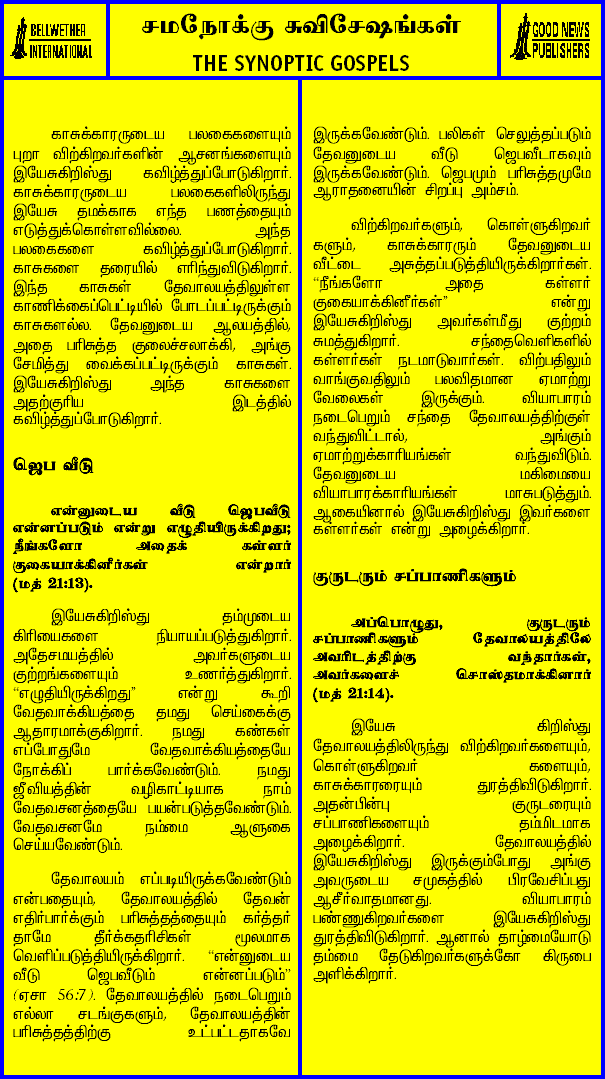 BELLWETHER
INTERNATIONAL
சமநோக்கு சுவிசேஷங்கள்
THE SYNOPTIC GOSPELS
GOOD NEWS
PUBLISHERS
காசுக்காரருடைய பலகைகளையும்
புறா விற்கிறவர்களின் ஆசனங்களையும்
இயேசுகிறிஸ்து கவிழ்த்துப்போடுகிறார்.
காசுக்காரருடைய பலகைகளிலிருந்து
இயேசு தமக்காக எந்த பணத்தையும்
எடுத்துக்கொள்ளவில்லை. அந்த
பலகைகளை கவிழ்த்துப்போடுகிறார்.
காசுகளை தரையில் எறிந்துவிடுகிறார்.
இந்த காசுகள் தேவாலயத்திலுள்ள
காணிக்கைப்பெட்டியில் போடப்பட்டிருக்கும்
காசுகளல்ல. தேவனுடைய ஆலயத்தில்,
அதை பரிசுத்த குலைச்சலாக்கி, அங்கு
சேமித்து வைக்கப்பட்டிருக்கும் காசுகள்.
இயேசுகிறிஸ்து அந்த காசுகளை
அதற்குரிய இடத்தில்
கவிழ்த்துப்போடுகிறார்.
ஜெப வீடு
என்னுடைய வீடு ஜெபவீடு
என்னப்படும் என்று எழுதியிருக்கிறது;
நீங்களோ அதைக் கள்ளர்
குகையாக்கினீர்கள் என்றார்
(மத் 21:13).
இயேசுகிறிஸ்து தம்முடைய
கிரியைகளை நியாயப்படுத்துகிறார்.
அதேசமயத்தில் அவர்களுடைய
குற்றங்களையும் உணர்த்துகிறார்.
“எழுதியிருக்கிறது” என்று கூறி
வேதவாக்கியத்தை தமது செய்கைக்கு
ஆதாரமாக்குகிறார். நமது கண்கள்
எப்போதுமே வேதவாக்கியத்தையே
நோக்கிப் பார்க்கவேண்டும். நமது
ஜீவியத்தின் வழிகாட்டியாக நாம்
வேதவசனத்தையே பயன்படுத்தவேண்டும்.
வேதவசனமே நம்மை ஆளுகை
செய்யவேண்டும்.
தேவாலயம் எப்படியிருக்கவேண்டும்
என்பதையும், தேவாலயத்தில் தேவன்
எதிர்பார்க்கும் பரிசுத்தத்தையும் கர்த்தர்
தாமே தீர்க்கதரிசிகள் மூலமாக
வெளிப்படுத்தியிருக்கிறார். “என்னுடைய
வீடு ஜெபவீடும் என்னப்படும்”
(ஏசா 56:7). தேவாலயத்தில் நடைபெறும்
எல்லா சடங்குகளும், தேவாலயத்தின்
பரிசுத்தத்திற்கு உட்பட்டதாகவே
இருக்கவேண்டும். பலிகள் செலுத்தப்படும்
தேவனுடைய வீடு ஜெபவீடாகவும்
இருக்கவேண்டும். ஜெபமும் பரிசுத்தமுமே
ஆராதனையின் சிறப்பு அம்சம்.
விற்கிறவர்களும், கொள்ளுகிறவர்
களும், காசுக்காரரும் தேவனுடைய
வீட்டை அசுத்தப்படுத்தியிருக்கிறார்கள்.
“நீங்களோ அதை கள்ளர்
குகையாக்கினீர்கள்” என்று
இயேசுகிறிஸ்து அவர்கள்மீது குற்றம்
சுமத்துகிறார். சந்தைவெளிகளில்
கள்ளர்கள் நடமாடுவார்கள். விற்பதிலும்
வாங்குவதிலும் பலவிதமான ஏமாற்று
வேலைகள் இருக்கும். வியாபாரம்
நடைபெறும் சந்தை தேவாலயத்திற்குள்
வந்துவிட்டால், அங்கும்
ஏமாற்றுக்காரியங்கள் வந்துவிடும்.
தேவனுடைய மகிமையை
வியாபாரக்காரியங்கள் மாசுபடுத்தும்.
ஆகையினால் இயேசுகிறிஸ்து இவர்களை
கள்ளர்கள் என்று அழைக்கிறார்.
குருடரும் சப்பாணிகளும்
அப்பொழுது, குருடரும்
சப்பாணிகளும் தேவாலயத்திலே
அவரிடத்திற்கு வந்தார்கள்,
அவர்களைச் சொஸ்தமாக்கினார்
(மத் 21:14).
இயேசு கிறிஸ்து
தேவாலயத்திலிருந்து விற்கிறவர்களையும்,
கொள்ளுகிறவர் களையும்,
காசுக்காரரையும் துரத்திவிடுகிறார்.
அதன்பின்பு குருடரையும்
சப்பாணிகளையும் தம்மிடமாக
அழைக்கிறார். தேவாலயத்தில்
இயேசுகிறிஸ்து இருக்கும்போது அங்கு
அவருடைய சமுகத்தில் பிரவேசிப்பது
ஆசீர்வாதமானது. வியாபாரம்
பண்ணுகிறவர்களை இயேசுகிறிஸ்து
துரத்திவிடுகிறார். ஆனால் தாழ்மையோடு
தம்மை தேடுகிறவர்களுக்கோ கிருபை
அளிக்கிறார்.